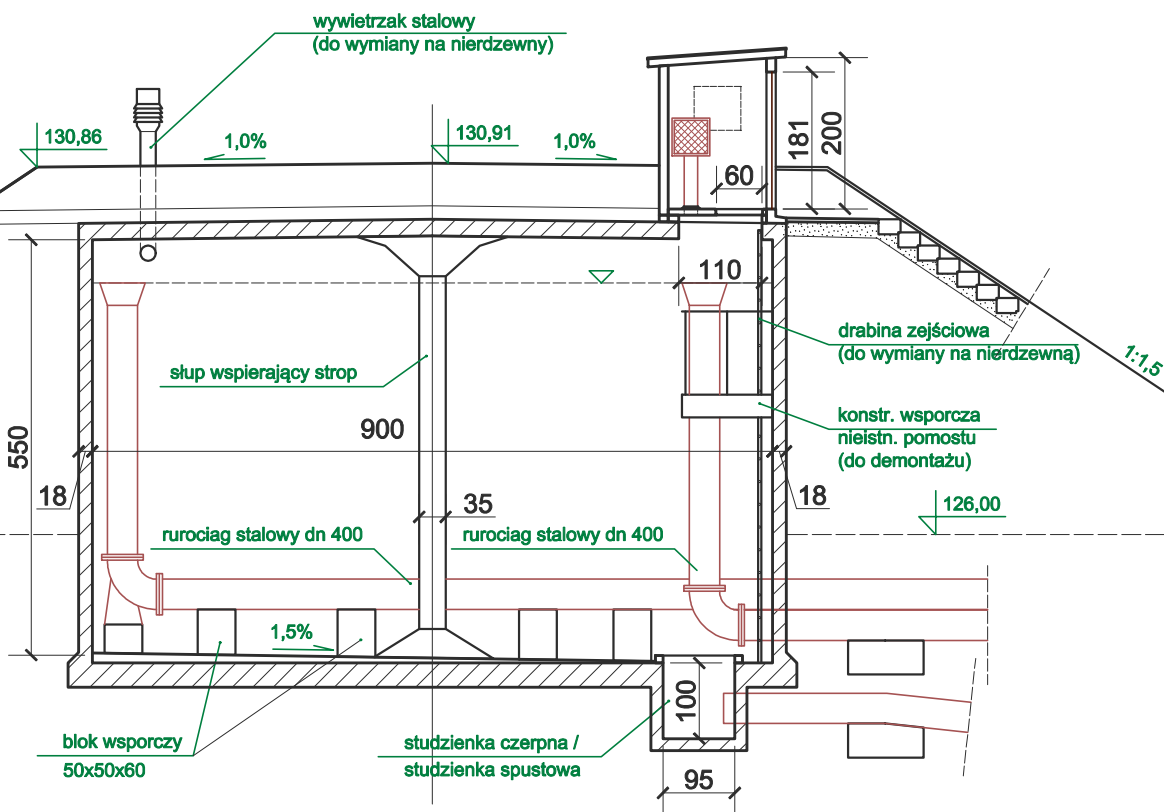 wywietrzak stalowy
(do wymiany na nierdzewny)
130,86
1,0%
130,91
1,0%
181
200
60
110
drabina zejściowa
(do wymiany na nierdzewną)
1:1,5
słup wspierający strop
konstr. wsporcza
nieistn. pomostu
(do demontażu)
550
900
18
35
18
126,00
rurociag stalowy dn 400
rurociag stalowy dn 400
1,5%
100
blok wsporczy
50x50x60
studzienka czerpna /
studzienka spustowa
95